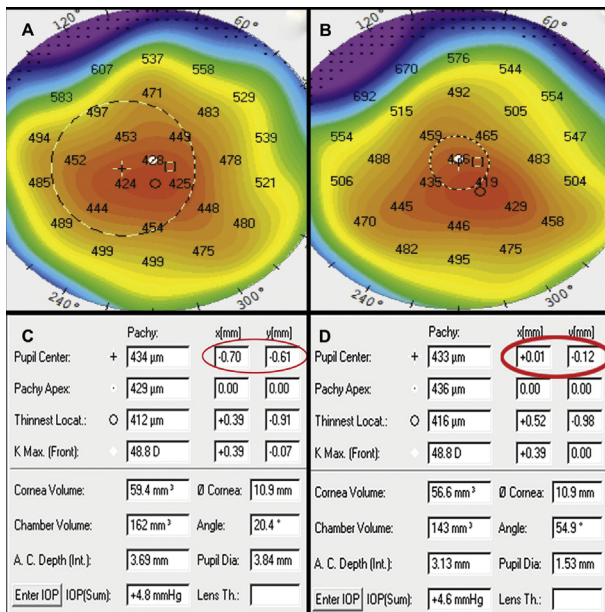 A
120°
60°
537
607
558
471
583
529
497
483
494
453
449
539
452
428
478
485
424
425
521
444
448
489
480
454
499
475
499
240°
300°
B
120°
60°
576
670
544
492
692
554
515
505
554
459
465
547
488
436
483
506
435
419
504
445
429
470
446
458
482
475
495
240°
300°
C
Pachy: x[mm] y[mm]
Pupil Center: + 434 µm -0.70 -0.61
Pachy Apex: 429 µm 0.00 0.00
Thinnest Locat.: O 412 µm +0.39 -0.91
K Max. (Front): 48.8 D +0.39 -0.07
Cornea Volume: 59.4 mm³ Ø Cornea: 10.9 mm
Chamber Volume: 162 mm³ Angle: 20.4 °
A. C. Depth (Int.): 3.69 mm Pupil Dia: 3.84 mm
Enter IOP IOP(Sum): +4.8 mmHg Lens Th.:
D
Pachy: x[mm] y[mm]
Pupil Center: + 433 µm +0.01 -0.12
Pachy Apex: 436 µm 0.00 0.00
Thinnest Locat.: O 416 µm +0.52 -0.98
K Max. (Front): 48.8 D +0.39 0.00
Cornea Volume: 56.6 mm³ Ø Cornea: 10.9 mm
Chamber Volume: 143 mm³ Angle: 54.9 °
A. C. Depth (Int.): 3.13 mm Pupil Dia: 1.53 mm
Enter IOP IOP(Sum): +4.6 mmHg Lens Th.: